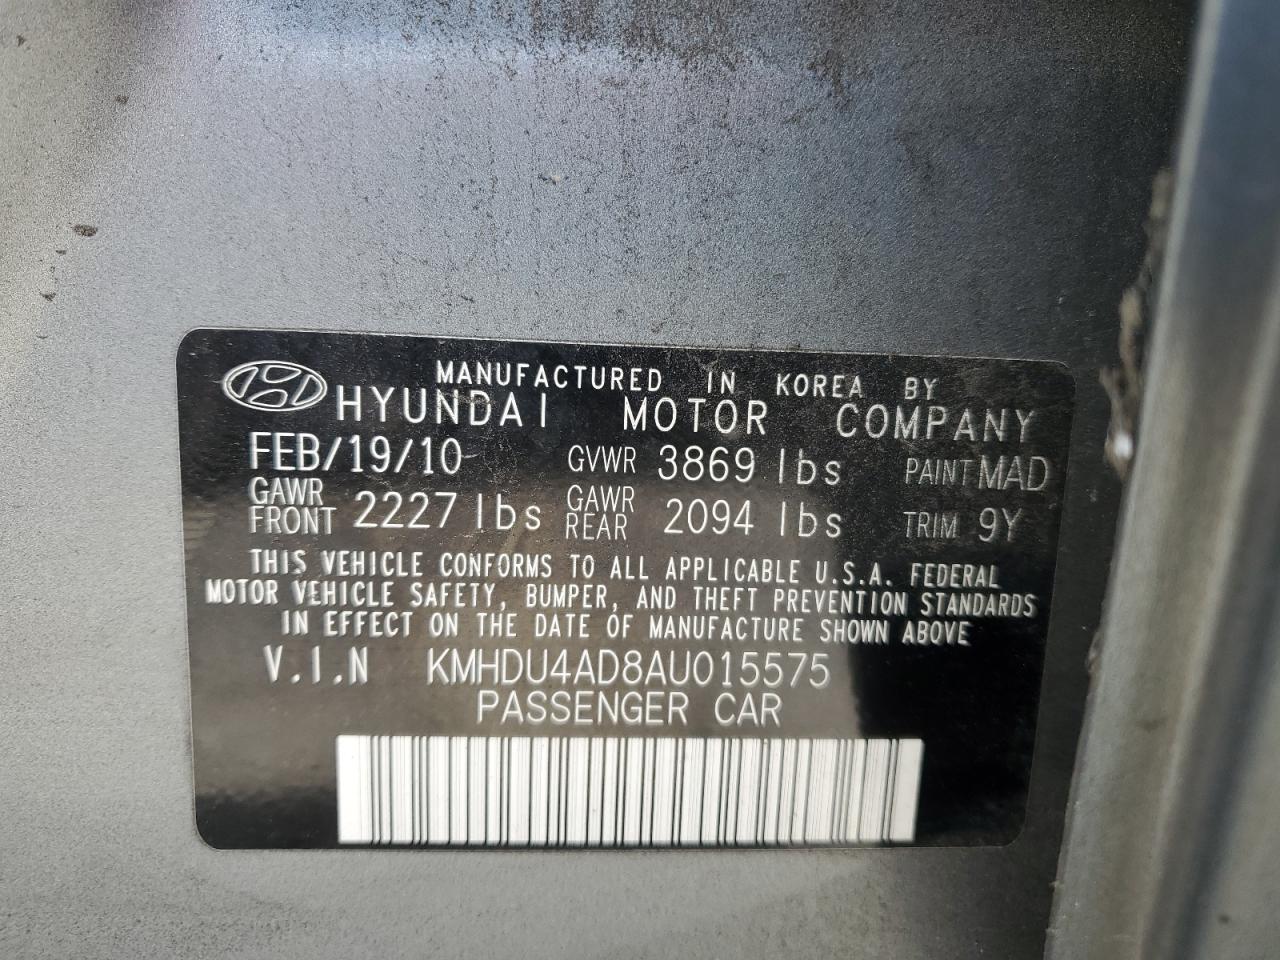 MANUFACTURED IN KOREA BY
HYUNDAI MOTOR COMPANY
FEB/19/10 GVWR 3869 lbs PAINT MAD
GAWR FRONT 2227 lbs GAWR REAR 2094 lbs TRIM 9Y
THIS VEHICLE CONFORMS TO ALL APPLICABLE U.S.A. FEDERAL
MOTOR VEHICLE SAFETY, BUMPER, AND THEFT PREVENTION STANDARDS
IN EFFECT ON THE DATE OF MANUFACTURE SHOWN ABOVE
V.I.N KMHDU4AD8AU015575
PASSENGER CAR